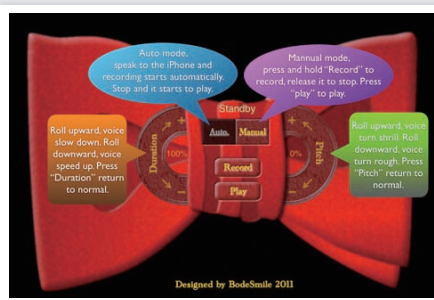 Auto mode,
speak to the iPhone and
recording starts automatically.
Stop and it starts to play.
Mannual mode,
press and hold "Record" to
record, release it to stop. Press
"play" to play.
Standby
Auto.
Manual
Roll upward, voice
slow down. Roll
downward, voice
speed up. Press
"Duration" return
to normal.
Duration
100%
+
-
Record
Play
0%
Pitch
+
-
Roll upward, voice
turn shrill. Roll
downward, voice
turn rough. Press
"Pitch" return to
normal.
Designed by BodeSmile 2011